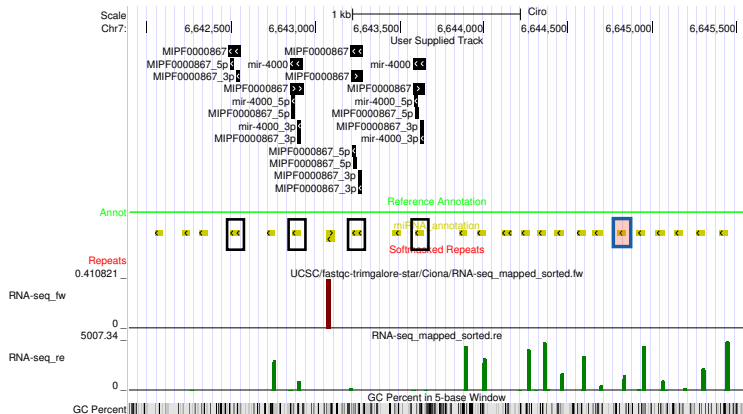 Scale 1 kb Ciro
Chr7: 6,642,500 6,643,000 6,643,500 6,644,000 6,644,500 6,645,000 6,645,500
User Supplied Track
MIPF0000867 MIPF0000867
MIPF0000867_5p mir-4000 mir-4000
MIPF0000867_3p MIPF0000867
MIPF0000867 MIPF0000867
mir-4000_5p mir-4000_5p
MIPF0000867_5p MIPF0000867_5p
mir-4000_3p MIPF0000867_3p
MIPF0000867_3p mir-4000_3p
MIPF0000867_5p
MIPF0000867_5p
MIPF0000867_3p
MIPF0000867_3p
Reference Annotation
Annot
miRNA_annotation
Softmasked Repeats
Repeats
0.410821 UCSC/fastqc-trimgalore-star/Ciona/RNA-seq_mapped_sorted.fw
RNA-seq_fw
0
5007.34 RNA-seq_mapped_sorted.re
RNA-seq_re
0
GC Percent in 5-base Window
GC Percent